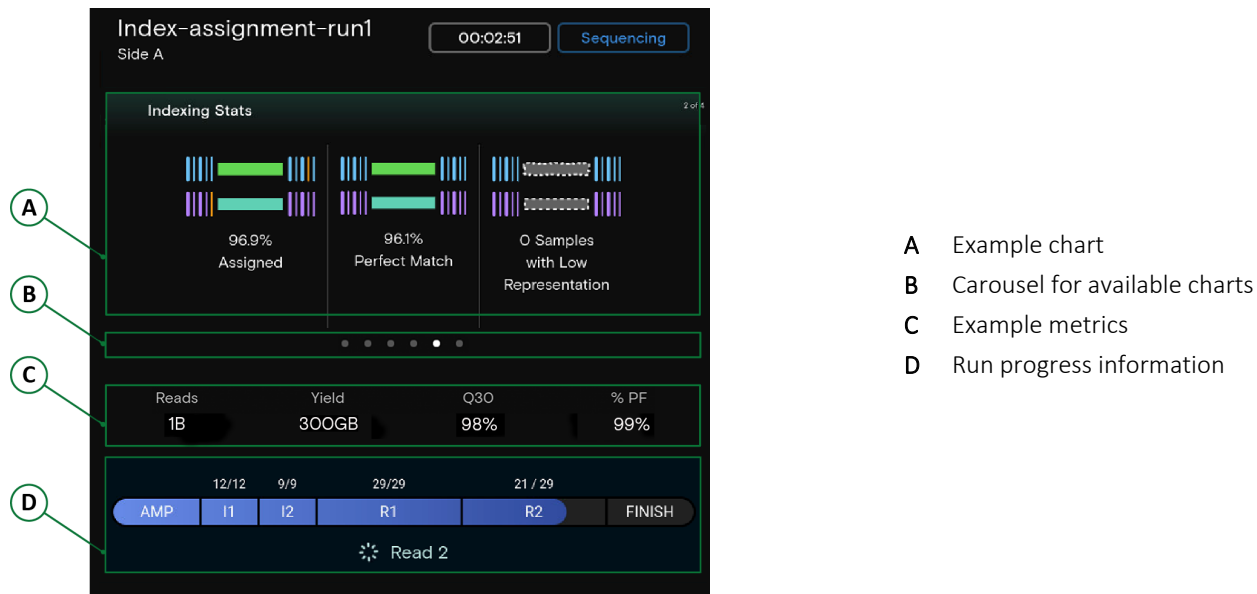 Index-assignment-run1
Side A
00:02:51
Sequencing
Indexing Stats
2 of 4
96.9%
Assigned
96.1%
Perfect Match
0 Samples
with Low
Representation
Reads
Yield
Q30
% PF
1B
300GB
98%
99%
12/12
9/9
29/29
21 / 29
AMP
I1
I2
R1
R2
FINISH
Read 2
A
B
C
D
A Example chart
B Carousel for available charts
C Example metrics
D Run progress information